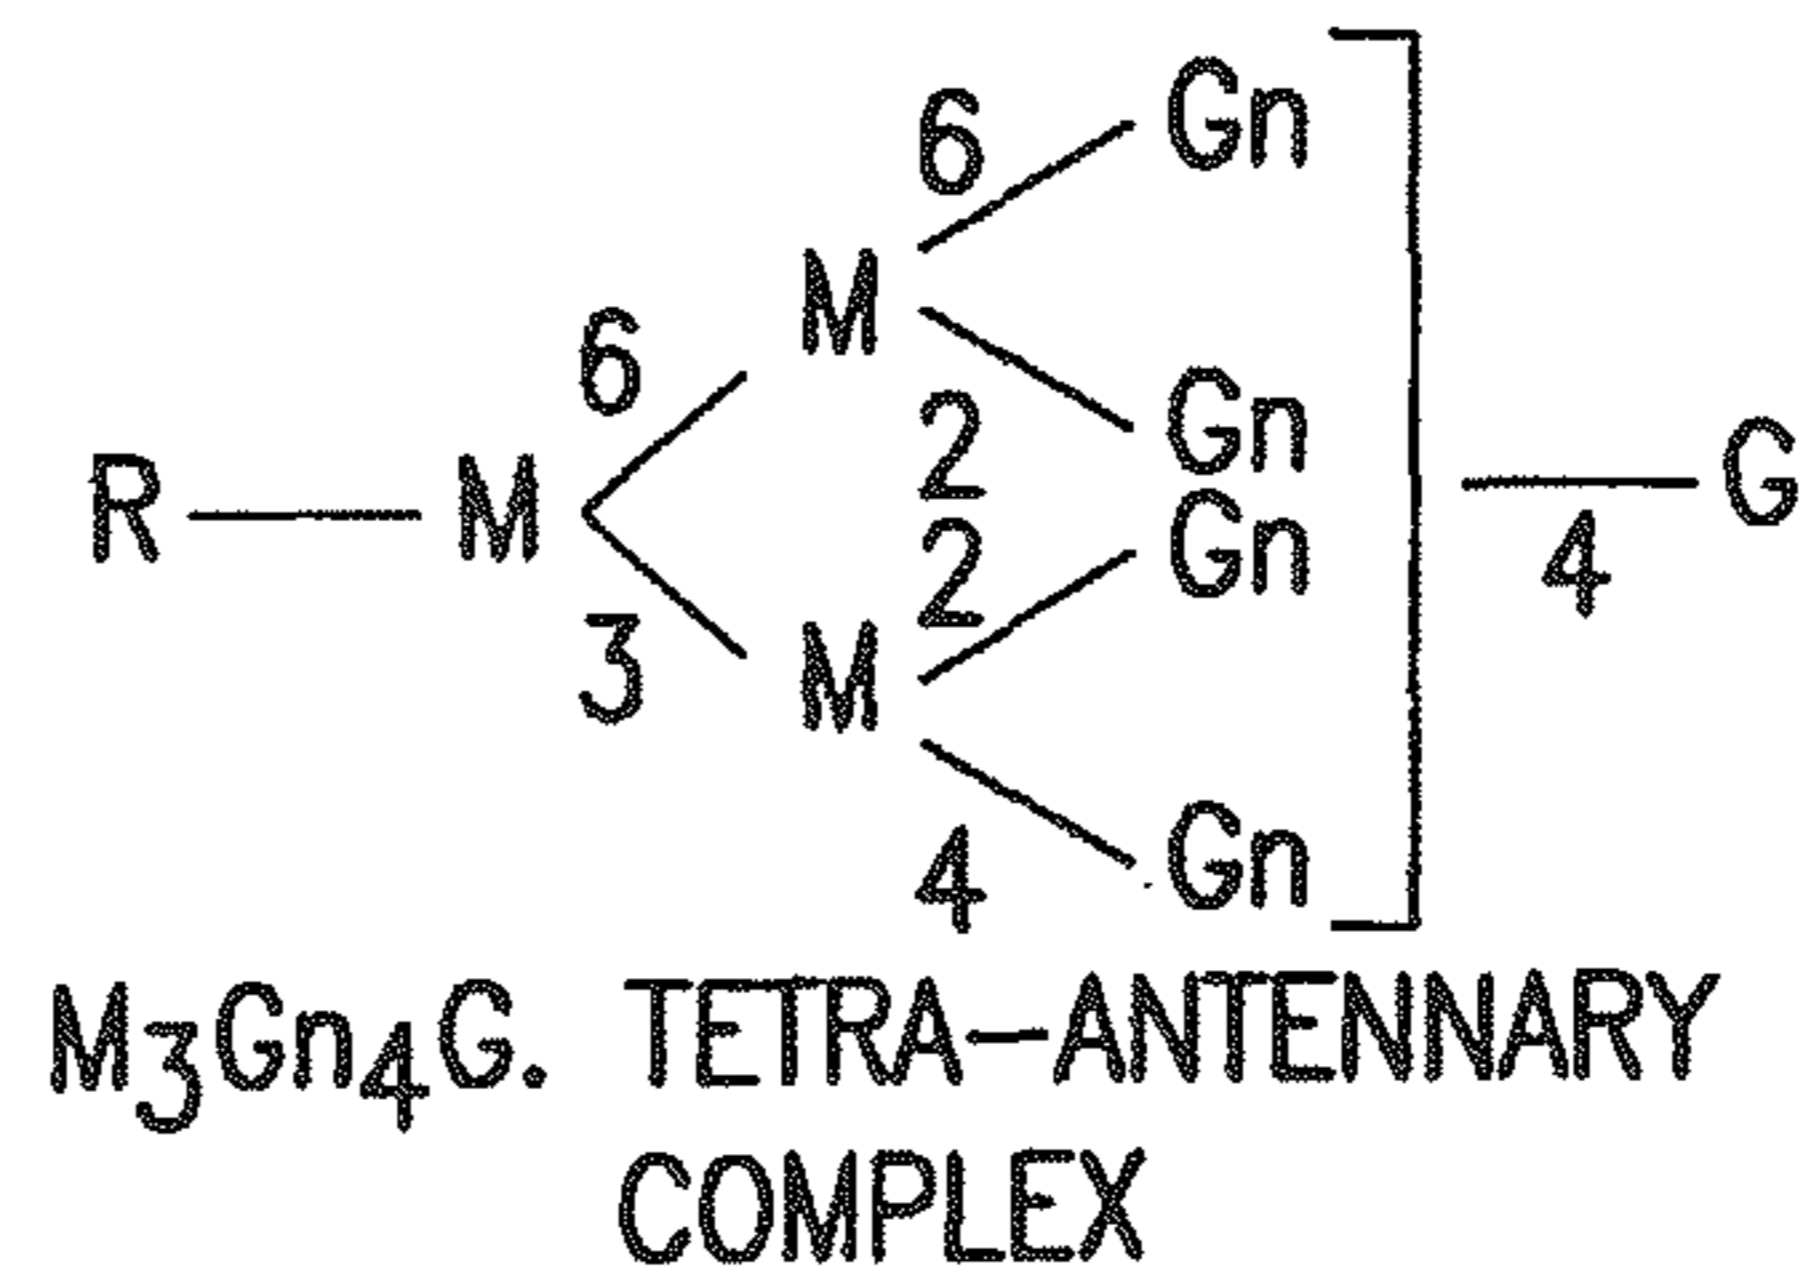 6 Gn
M
6 2 Gn
R M G
2 Gn 4
3 M
4 Gn
M3Gn4G. TETRA-ANTENNARY
COMPLEX